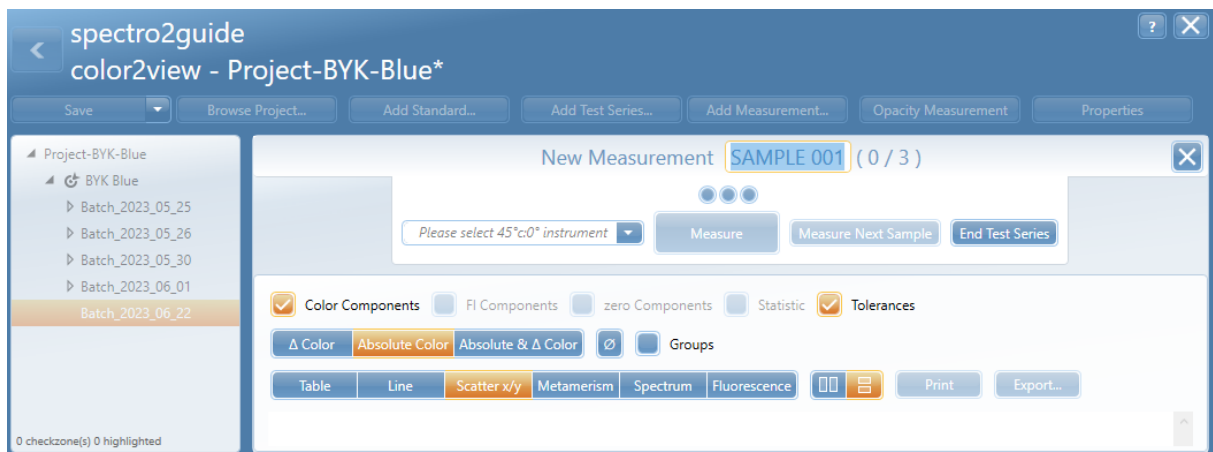 spectro2guide
color2view - Project-BYK-Blue*
?
Save Browse Project... Add Standard... Add Test Series... Add Measurement... Opacity Measurement Properties
Project-BYK-Blue
BYK Blue
Batch_2023_05_25
Batch_2023_05_26
Batch_2023_05_30
Batch_2023_06_01
Batch_2023_06_22
0 checkzone(s) 0 highlighted
New Measurement SAMPLE 001 ( 0 / 3 )
Please select 45°c:0° instrument Measure Measure Next Sample End Test Series
Color Components FI Components zero Components Statistic Tolerances
Δ Color Absolute Color Absolute & Δ Color Ø Groups
Table Line Scatter x/y Metamerism Spectrum Fluorescence Print Export...